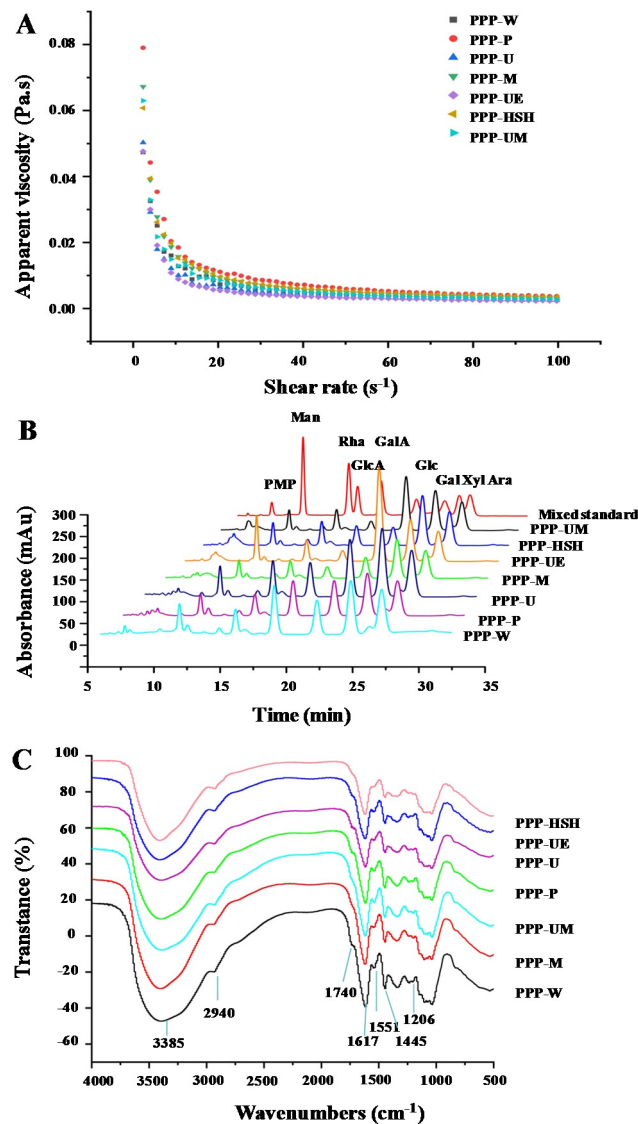 A
PPP-W
PPP-P
PPP-U
PPP-M
PPP-UE
PPP-HSH
PPP-UM
0.08
0.06
0.04
0.02
0.00
Apparent viscosity (Pa.s)
0 20 40 60 80 100
Shear rate (s⁻¹)
B
Man
Rha GalA
GlcA Glc
PMP Gal Xyl Ara
Mixed standard
PPP-UM
PPP-HSH
PPP-UE
PPP-M
PPP-U
PPP-P
PPP-W
300
250
200
150
100
50
0
Absorbance (mAu)
5 10 15 20 25 30 35
Time (min)
C
100
80
60
40
20
0
-20
-40
-60
Transtance (%)
PPP-HSH
PPP-UE
PPP-U
PPP-P
PPP-UM
PPP-M
PPP-W
3385
2940
1740
1617
1551
1445
1206
4000 3500 3000 2500 2000 1500 1000 500
Wavenumbers (cm⁻¹)